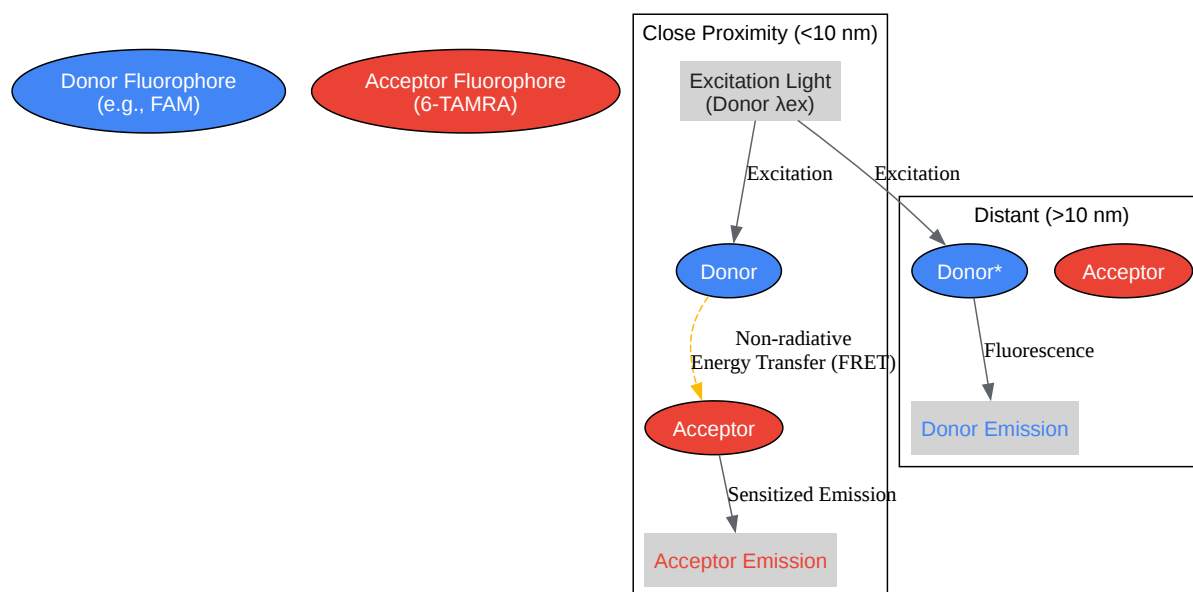 Donor Fluorophore
(e.g., FAM)
Acceptor Fluorophore
(6-TAMRA)
Close Proximity (<10 nm)
Excitation Light
(Donor λex)
Excitation
Excitation
Distant (>10 nm)
Donor
Donor*
Acceptor
Non-radiative
Energy Transfer (FRET)
Fluorescence
Acceptor
Donor Emission
Sensitized Emission
Acceptor Emission